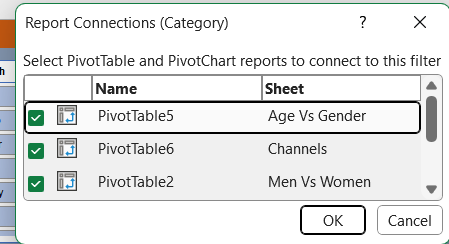 Report Connections (Category) ?
Select PivotTable and PivotChart reports to connect to this filter
Name Sheet
PivotTable5 Age Vs Gender
PivotTable6 Channels
PivotTable2 Men Vs Women
OK Cancel